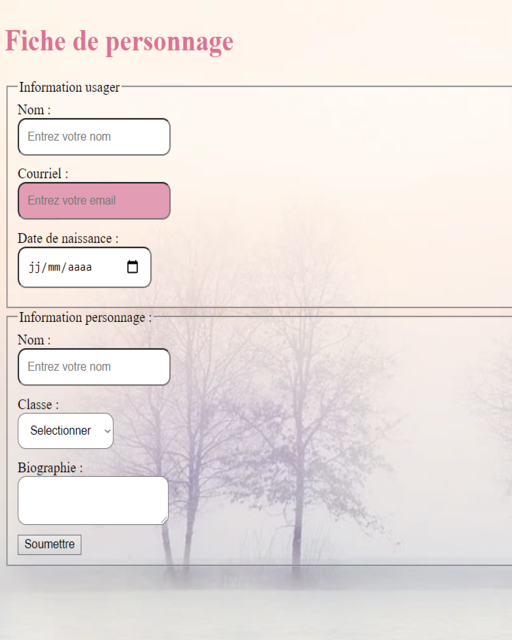 Fiche de personnage
Information usager
Nom :
Entrez votre nom
Courriel :
Entrez votre email
Date de naissance :
jj/mm/aaaa
Information personnage :
Nom :
Entrez votre nom
Classe :
Selectionner
Biographie :
Soumettre